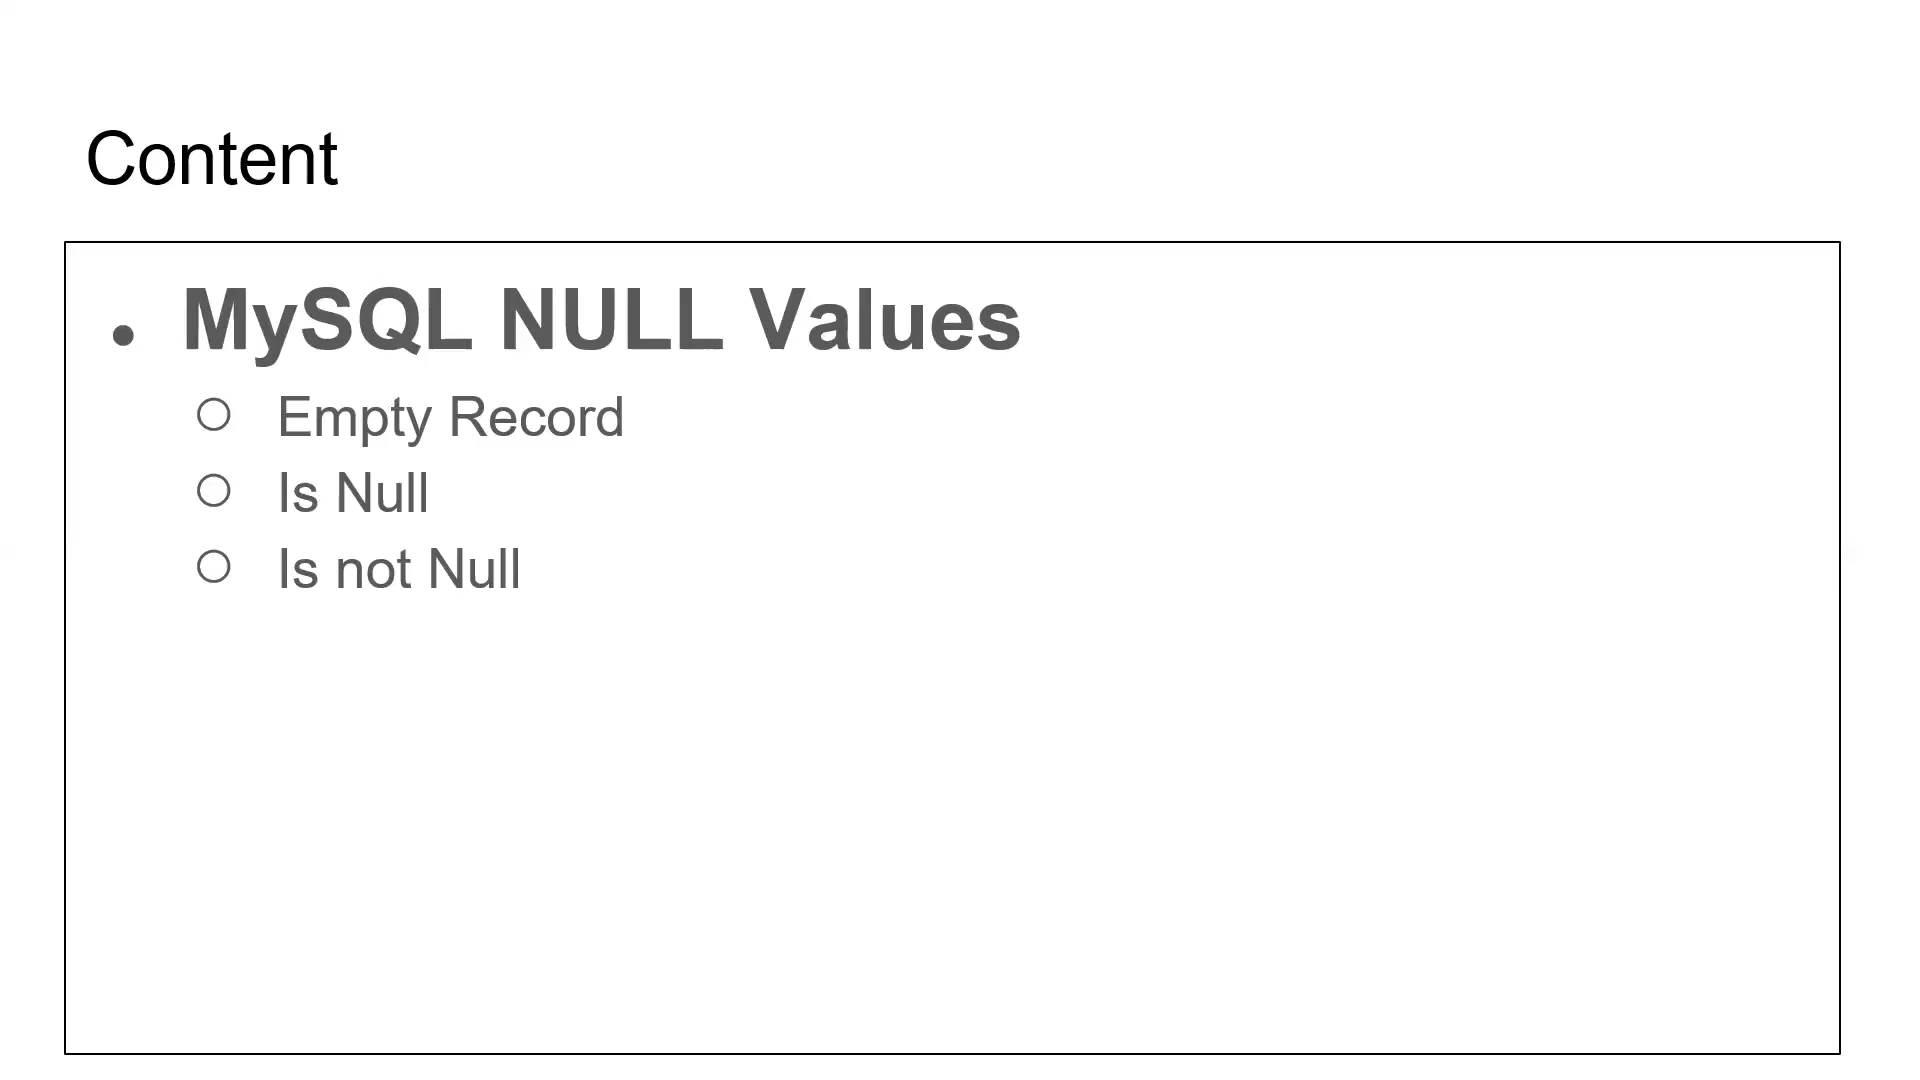 Content
● MySQL NULL Values
○ Empty Record
○ Is Null
○ Is not Null